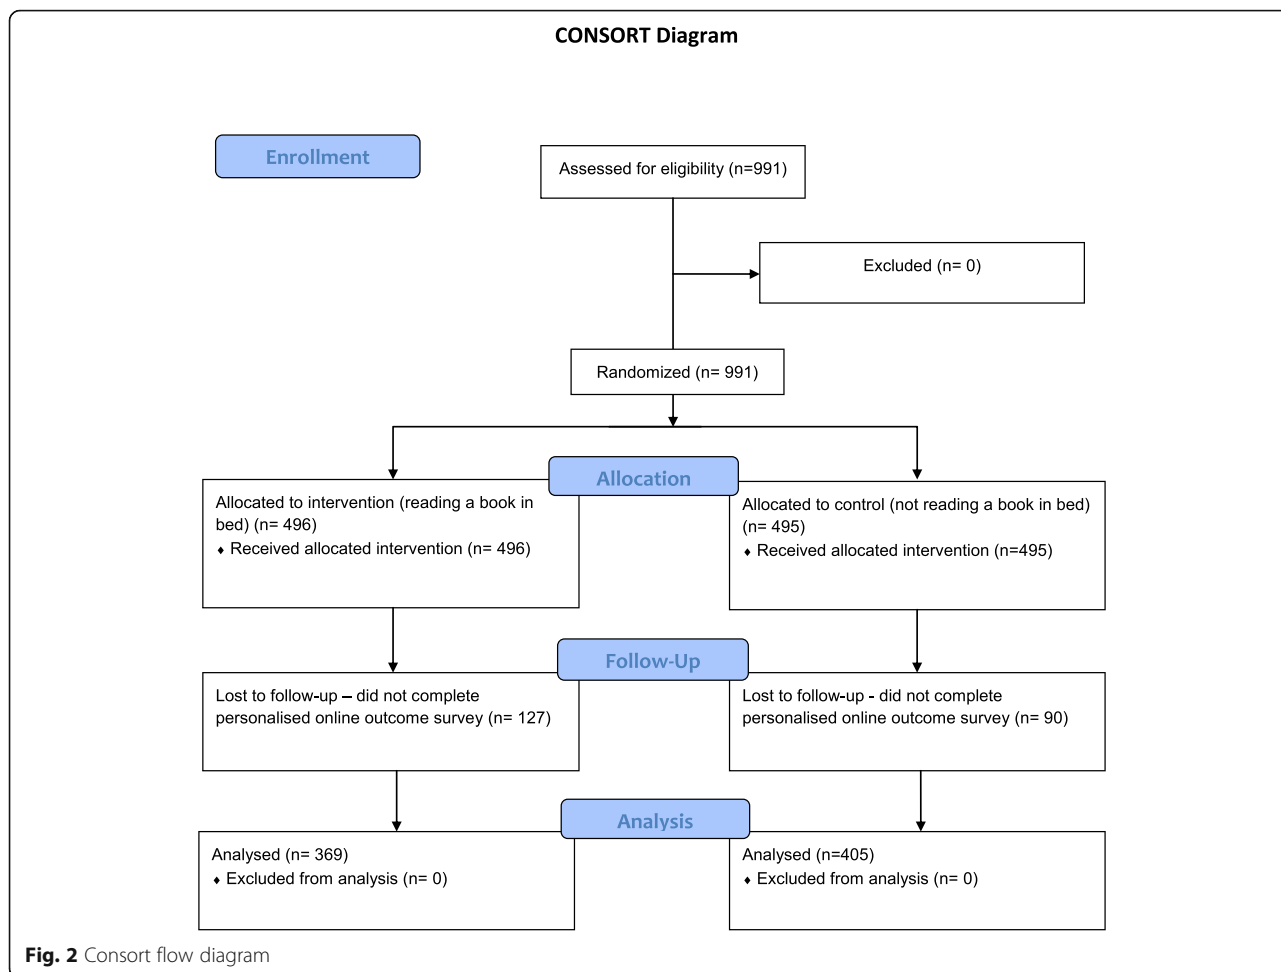 CONSORT Diagram
Enrollment
Assessed for eligibility (n=991)
Excluded (n= 0)
Randomized (n= 991)
Allocation
Allocated to intervention (reading a book in
bed) (n= 496)
♦ Received allocated intervention (n= 496)
Allocated to control (not reading a book in bed)
(n= 495)
♦ Received allocated intervention (n=495)
Follow-Up
Lost to follow-up – did not complete
personalised online outcome survey (n= 127)
Lost to follow-up - did not complete
personalised online outcome survey (n= 90)
Analysis
Analysed (n= 369)
♦ Excluded from analysis (n= 0)
Analysed (n=405)
♦ Excluded from analysis (n= 0)
Fig. 2 Consort flow diagram